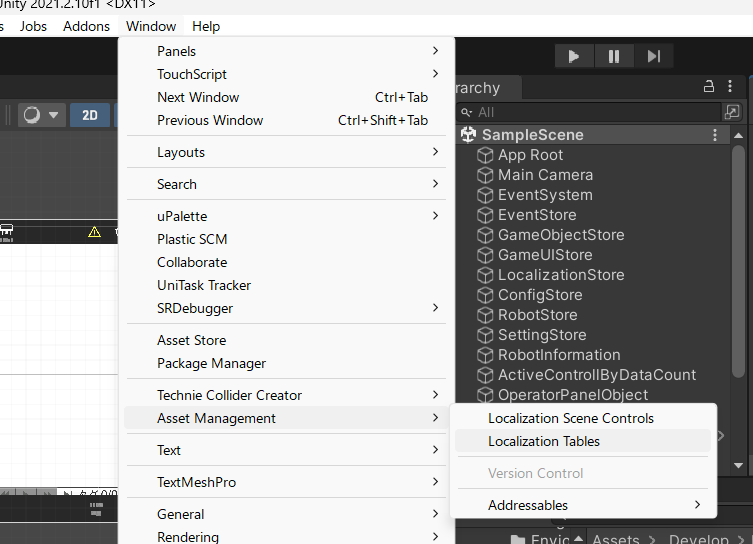 Unity 2021.2.10f1 <DX11>
Jobs Addons Window Help
Panels
TouchScript
Next Window Ctrl+Tab
Previous Window Ctrl+Shift+Tab
Layouts
Search
uPalette
Plastic SCM
Collaborate
UniTask Tracker
SRDebugger
Asset Store
Package Manager
Technie Collider Creator
Asset Management
Text
TextMeshPro
General
Rendering
Localization Scene Controls
Localization Tables
Version Control
Addressables
2D
rarchy
All
SampleScene
App Root
Main Camera
EventSystem
EventStore
GameObjectStore
GameUIStore
LocalizationStore
ConfigStore
RobotStore
SettingStore
RobotInformation
ActiveControllByDataCount
OperatorPanelObject
Assets > Develop >